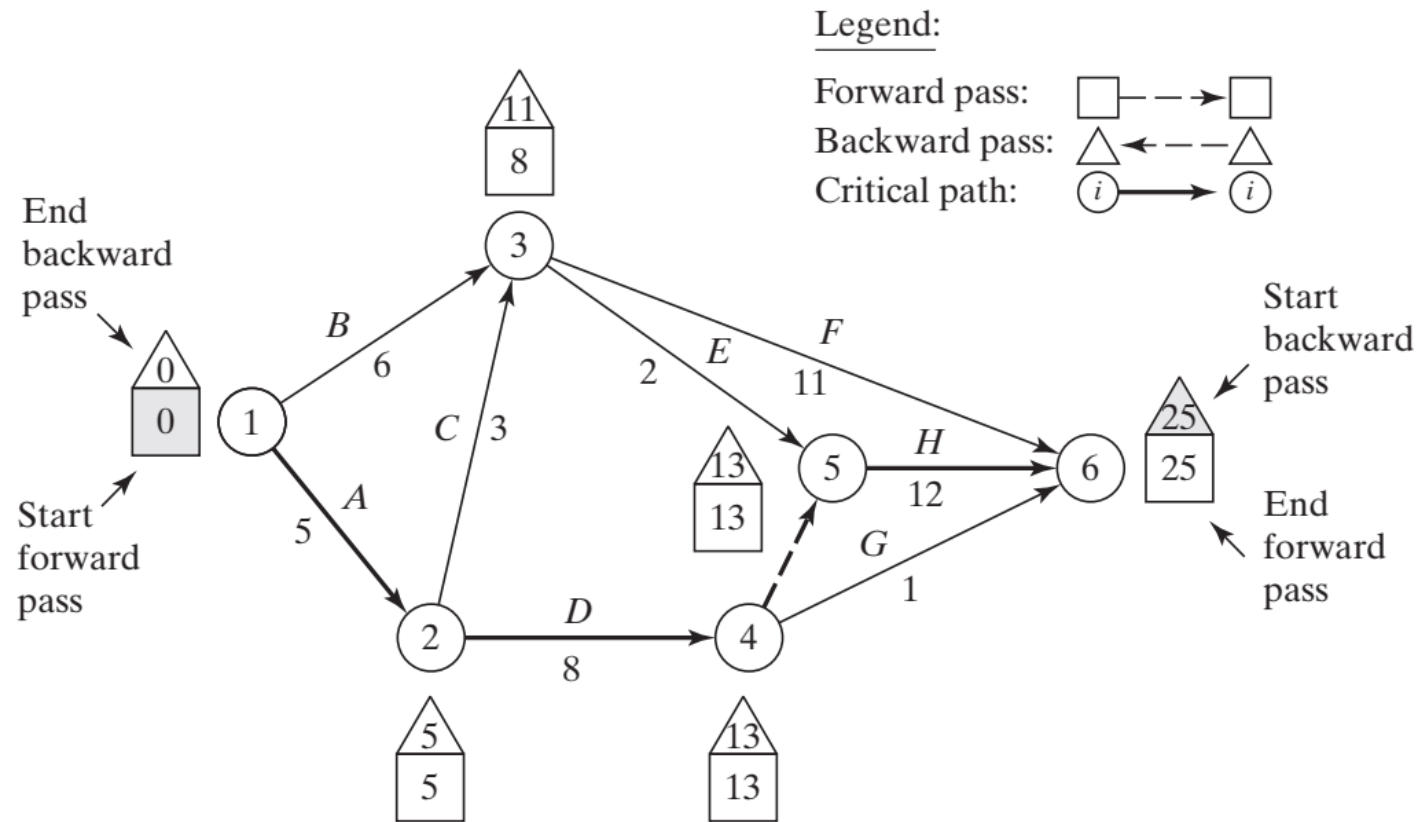 Legend:
Forward pass:
Backward pass:
Critical path:
i
i
11
8
3
End
backward
pass
0
0
1
Start
forward
pass
B
6
A
5
C
3
E
2
F
11
Start
backward
pass
25
25
6
End
forward
pass
13
13
5
H
12
G
1
2
D
8
4
5
5
13
13